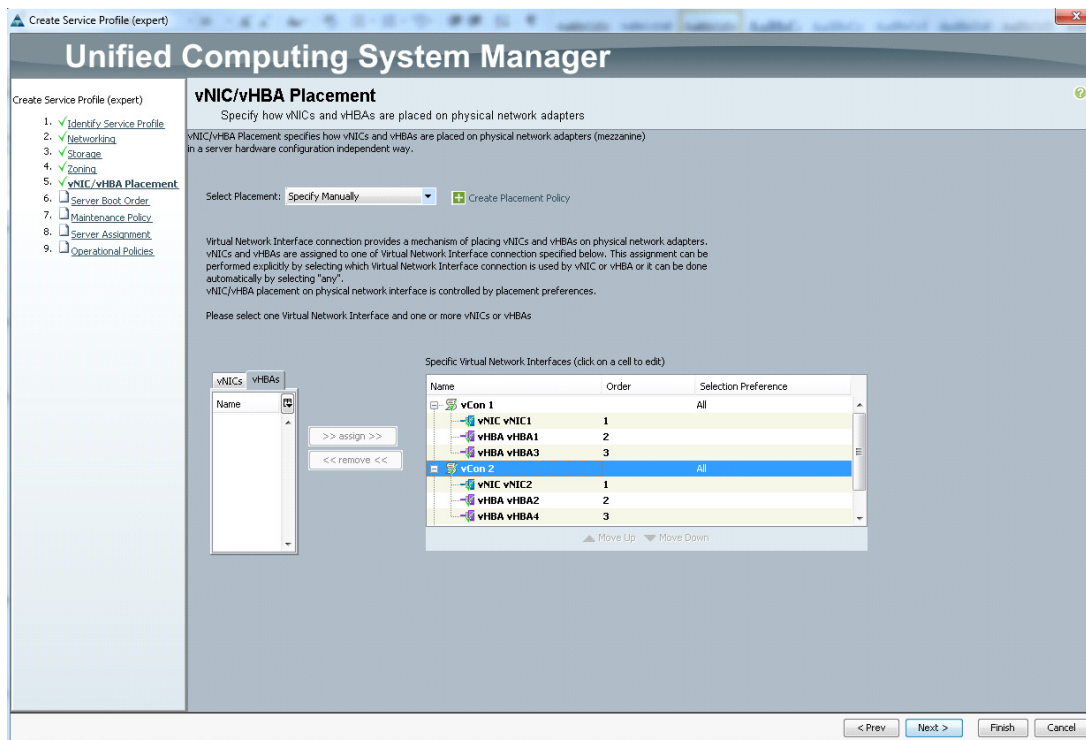 Create Service Profile (expert)
Unified Computing System Manager
Create Service Profile (expert)
1. Identify Service Profile
2. Networking
3. Storage
4. Zoning
5. vNIC/vHBA Placement
6. Server Boot Order
7. Maintenance Policy
8. Server Assignment
9. Operational Policies
vNIC/vHBA Placement
Specify how vNICs and vHBAs are placed on physical network adapters
vNIC/vHBA Placement specifies how vNICs and vHBAs are placed on physical network adapters (mezzanine)
in a server hardware configuration independent way.
Select Placement: Specify Manually Create Placement Policy
Virtual Network Interface connection provides a mechanism of placing vNICs and vHBAs on physical network adapters.
vNICs and vHBAs are assigned to one of Virtual Network Interface connection specified below. This assignment can be
performed explicitly by selecting which Virtual Network Interface connection is used by vNIC or vHBA or it can be done
automatically by selecting "any".
vNIC/vHBA placement on physical network interface is controlled by placement preferences.
Please select one Virtual Network Interface and one or more vNICs or vHBAs
vNICs vHBAs
Name
>> assign >>
<< remove <<
Specific Virtual Network Interfaces (click on a cell to edit)
Name Order Selection Preference
vCon 1 All
vNIC vNIC1 1
vHBA vHBA1 2
vHBA vHBA3 3
vCon 2 All
vNIC vNIC2 1
vHBA vHBA2 2
vHBA vHBA4 3
Move Up Move Down
< Prev Next > Finish Cancel